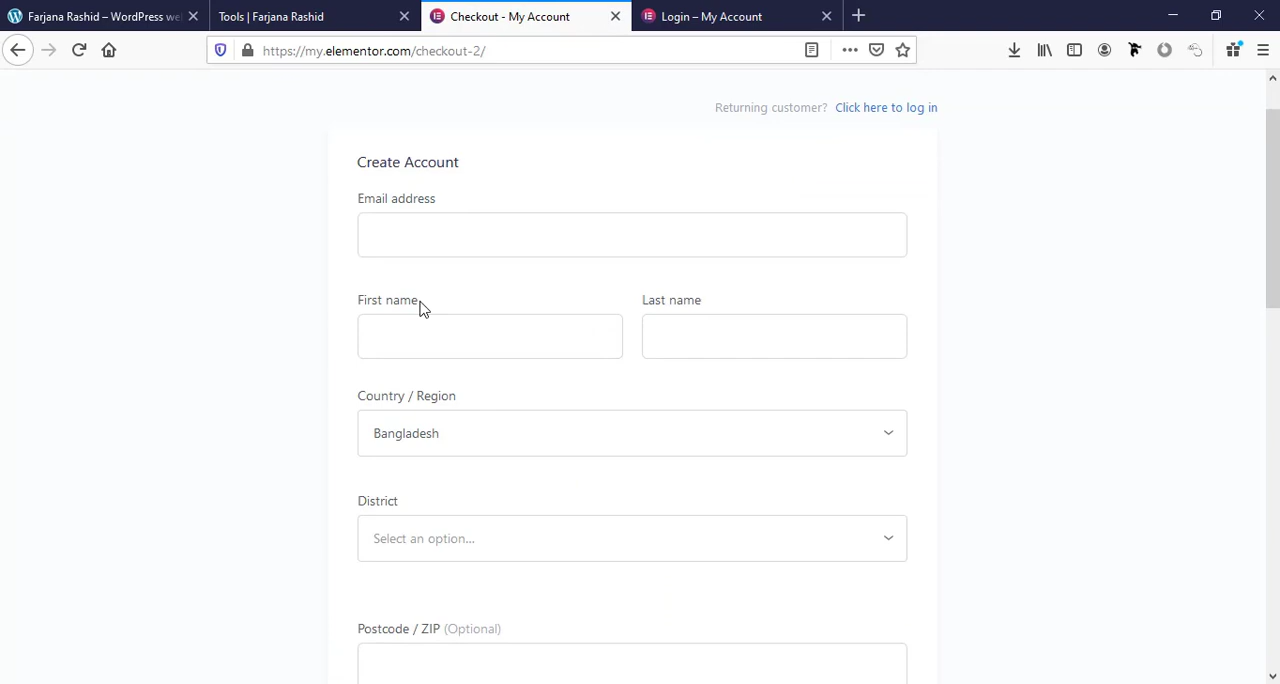 Farjana Rashid – WordPress we
Tools | Farjana Rashid
Checkout - My Account
Login – My Account
https://my.elementor.com/checkout-2/
Returning customer? Click here to log in
Create Account
Email address
First name
Last name
Country / Region
Bangladesh
District
Select an option...
Postcode / ZIP (Optional)